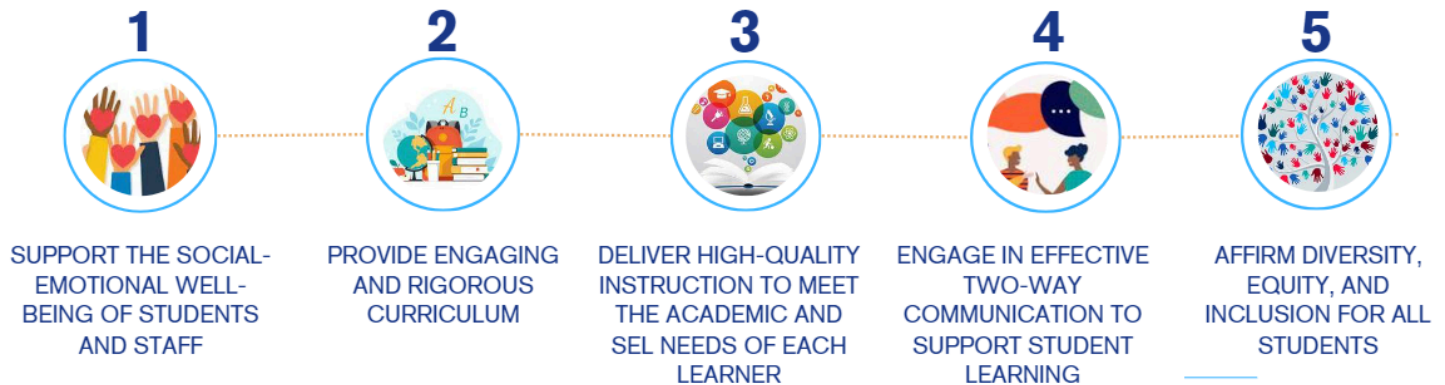 1
SUPPORT THE SOCIAL-
EMOTIONAL WELL-
BEING OF STUDENTS
AND STAFF
2
A B
PROVIDE ENGAGING
AND RIGOROUS
CURRICULUM
3
DELIVER HIGH-QUALITY
INSTRUCTION TO MEET
THE ACADEMIC AND
SEL NEEDS OF EACH
LEARNER
4
ENGAGE IN EFFECTIVE
TWO-WAY
COMMUNICATION TO
SUPPORT STUDENT
LEARNING
5
AFFIRM DIVERSITY,
EQUITY, AND
INCLUSION FOR ALL
STUDENTS